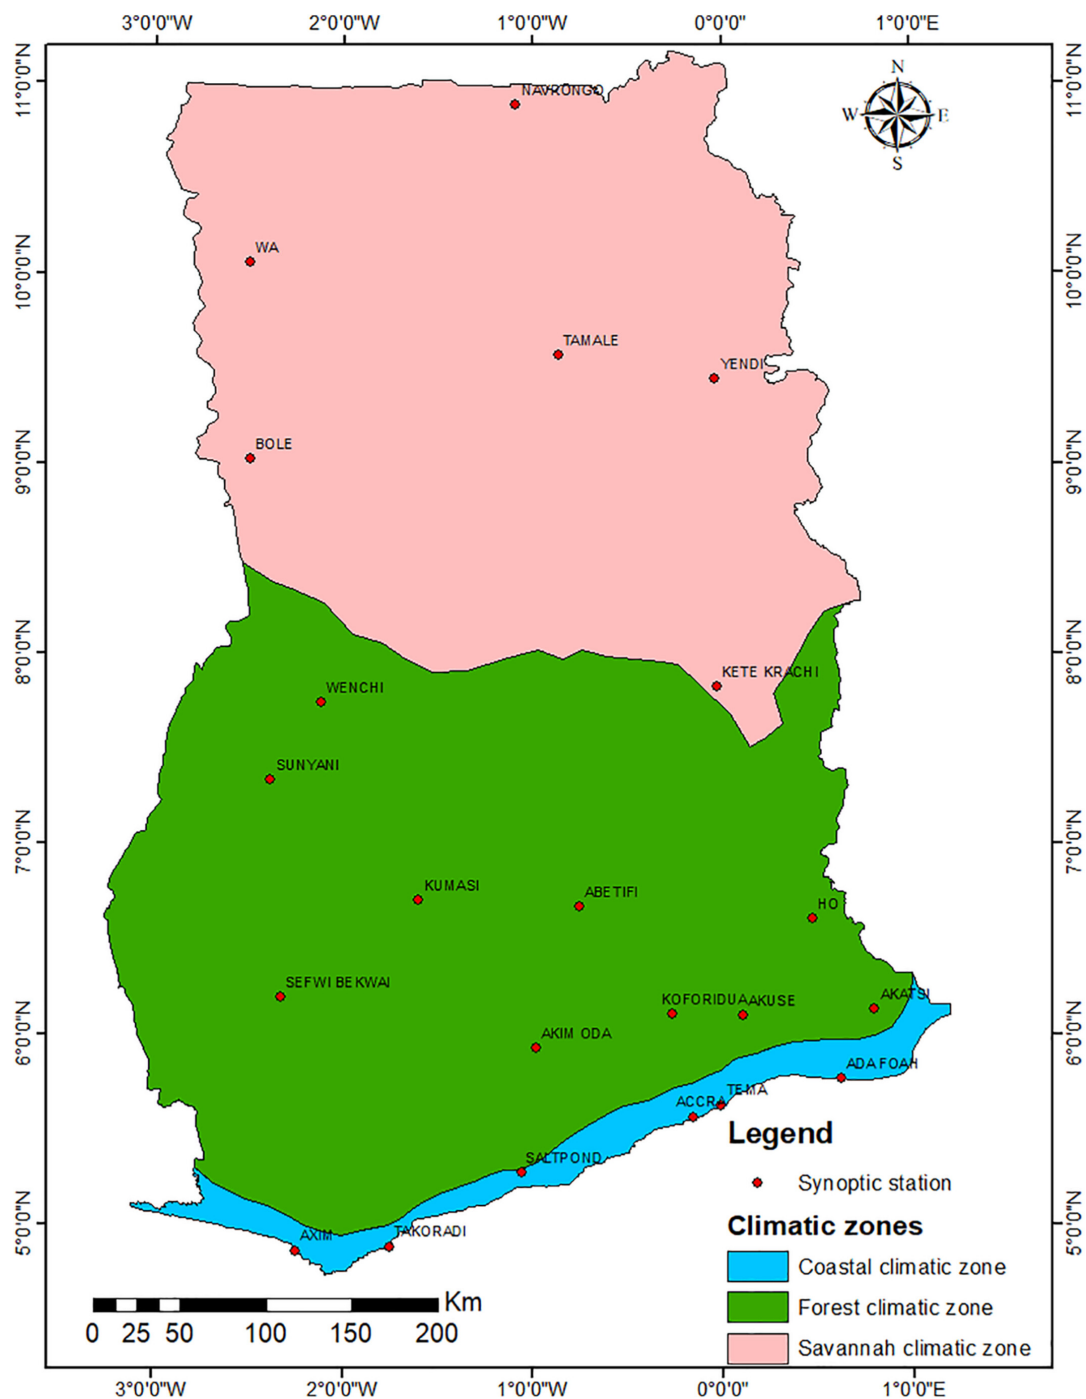 3°0'0"W 2°0'0"W 1°0'0"W 0°0'0" 1°0'0"E
11°0'0"N 11°0'0"N
N
W E
S
NAVRONGO
WA
10°0'0"N 10°0'0"N
TAMALE
YENDI
BOLE
9°0'0"N 9°0'0"N
8°0'0"N 8°0'0"N
KETE KRACHI
WENCHI
SUNYANI
7°0'0"N 7°0'0"N
KUMASI
ABETIFI
HO
SEFWI BEKWAI
KOFORIDUA AKUSE
AKATSI
6°0'0"N 6°0'0"N
AKIM ODA
ADA FOAH
TEMA
ACCRA
Legend
SALTPOND
Synoptic station
5°0'0"N 5°0'0"N
Climatic zones
AXIM
TAKORADI
Coastal climatic zone
Km
Forest climatic zone
0 25 50 100 150 200
Savannah climatic zone
3°0'0"W 2°0'0"W 1°0'0"W 0°0'0" 1°0'0"E